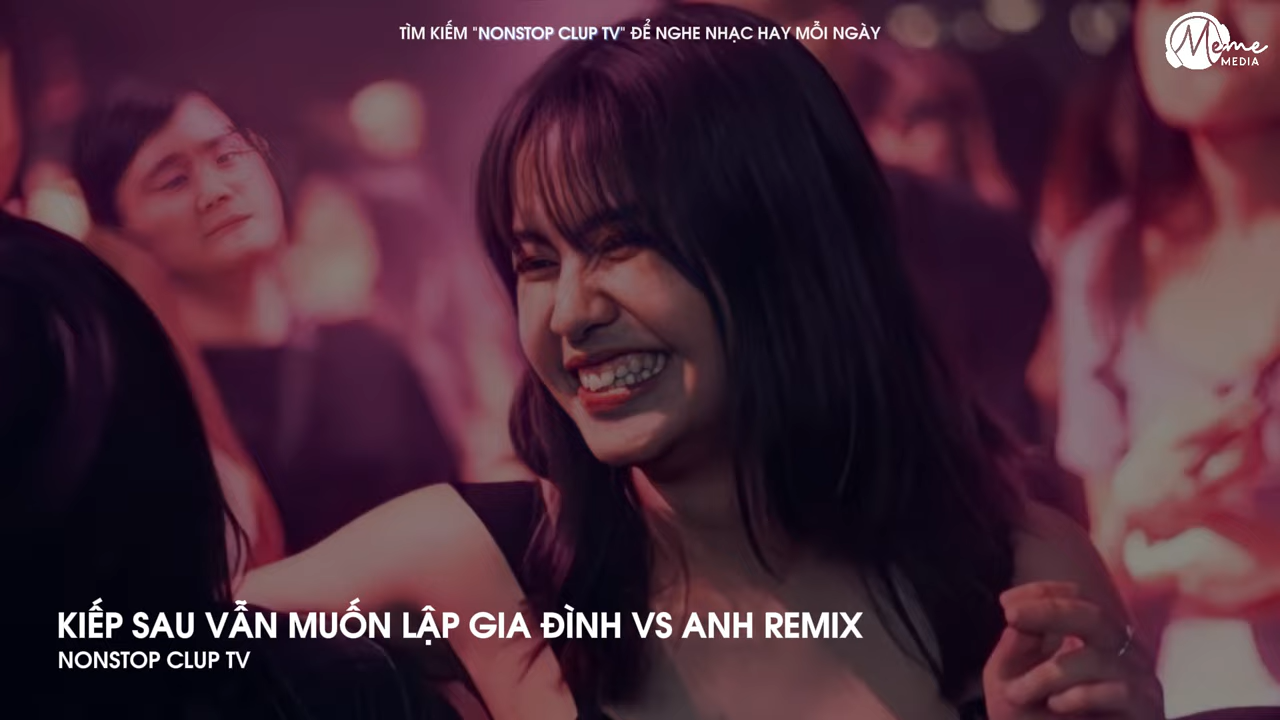 TÌM KIẾM "NONSTOP CLUP TV" ĐỂ NGHE NHẠC HAY MỖI NGÀY
Meme
MEDIA
KIẾP SAU VẪN MUỐN LẬP GIA ĐÌNH VS ANH REMIX
NONSTOP CLUP TV